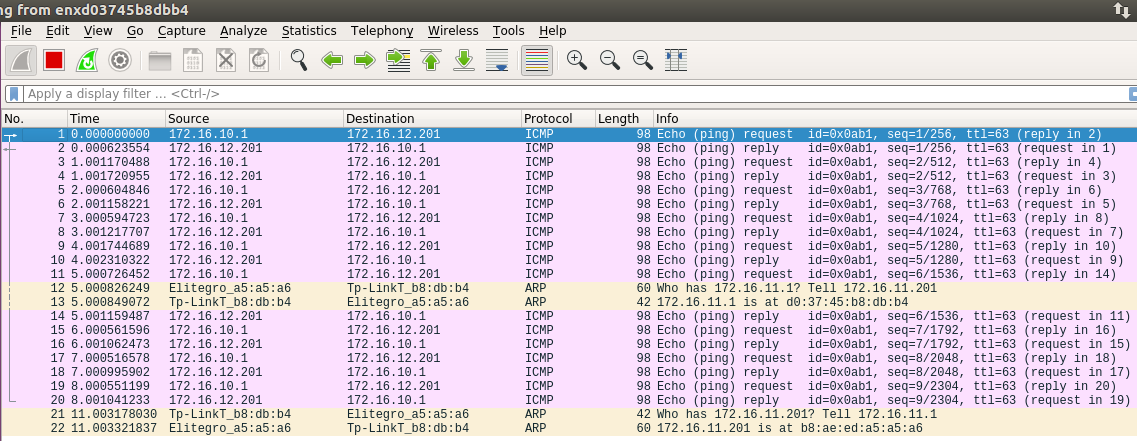 ng from enxd03745b8dbb4
File Edit View Go Capture Analyze Statistics Telephony Wireless Tools Help
Apply a display filter ... <Ctrl-/>
No. Time Source Destination Protocol Length Info
1 0.000000000 172.16.10.1 172.16.12.201 ICMP 98 Echo (ping) request id=0x0ab1, seq=1/256, ttl=63 (reply in 2)
2 0.000623554 172.16.12.201 172.16.10.1 ICMP 98 Echo (ping) reply id=0x0ab1, seq=1/256, ttl=63 (request in 1)
3 1.001170488 172.16.10.1 172.16.12.201 ICMP 98 Echo (ping) request id=0x0ab1, seq=2/512, ttl=63 (reply in 4)
4 1.001720955 172.16.12.201 172.16.10.1 ICMP 98 Echo (ping) reply id=0x0ab1, seq=2/512, ttl=63 (request in 3)
5 2.000604846 172.16.10.1 172.16.12.201 ICMP 98 Echo (ping) request id=0x0ab1, seq=3/768, ttl=63 (reply in 6)
6 2.001158221 172.16.12.201 172.16.10.1 ICMP 98 Echo (ping) reply id=0x0ab1, seq=3/768, ttl=63 (request in 5)
7 3.000594723 172.16.10.1 172.16.12.201 ICMP 98 Echo (ping) request id=0x0ab1, seq=4/1024, ttl=63 (reply in 8)
8 3.001217707 172.16.12.201 172.16.10.1 ICMP 98 Echo (ping) reply id=0x0ab1, seq=4/1024, ttl=63 (request in 7)
9 4.001744689 172.16.10.1 172.16.12.201 ICMP 98 Echo (ping) request id=0x0ab1, seq=5/1280, ttl=63 (reply in 10)
10 4.002310322 172.16.12.201 172.16.10.1 ICMP 98 Echo (ping) reply id=0x0ab1, seq=5/1280, ttl=63 (request in 9)
11 5.000726452 172.16.10.1 172.16.12.201 ICMP 98 Echo (ping) request id=0x0ab1, seq=6/1536, ttl=63 (reply in 14)
12 5.000826249 Elitegro_a5:a5:a6 Tp-LinkT_b8:db:b4 ARP 60 Who has 172.16.11.1? Tell 172.16.11.201
13 5.000849072 Tp-LinkT_b8:db:b4 Elitegro_a5:a5:a6 ARP 42 172.16.11.1 is at d0:37:45:b8:db:b4
14 5.001159487 172.16.12.201 172.16.10.1 ICMP 98 Echo (ping) reply id=0x0ab1, seq=6/1536, ttl=63 (request in 11)
15 6.000561596 172.16.10.1 172.16.12.201 ICMP 98 Echo (ping) request id=0x0ab1, seq=7/1792, ttl=63 (reply in 16)
16 6.001062473 172.16.12.201 172.16.10.1 ICMP 98 Echo (ping) reply id=0x0ab1, seq=7/1792, ttl=63 (request in 15)
17 7.000516578 172.16.10.1 172.16.12.201 ICMP 98 Echo (ping) request id=0x0ab1, seq=8/2048, ttl=63 (reply in 18)
18 7.000995902 172.16.12.201 172.16.10.1 ICMP 98 Echo (ping) reply id=0x0ab1, seq=8/2048, ttl=63 (request in 17)
19 8.000551199 172.16.10.1 172.16.12.201 ICMP 98 Echo (ping) request id=0x0ab1, seq=9/2304, ttl=63 (reply in 20)
20 8.001041233 172.16.12.201 172.16.10.1 ICMP 98 Echo (ping) reply id=0x0ab1, seq=9/2304, ttl=63 (request in 19)
21 11.003178030 Tp-LinkT_b8:db:b4 Elitegro_a5:a5:a6 ARP 42 Who has 172.16.11.201? Tell 172.16.11.1
22 11.003321837 Elitegro_a5:a5:a6 Tp-LinkT_b8:db:b4 ARP 60 172.16.11.201 is at b8:ae:ed:a5:a5:a6